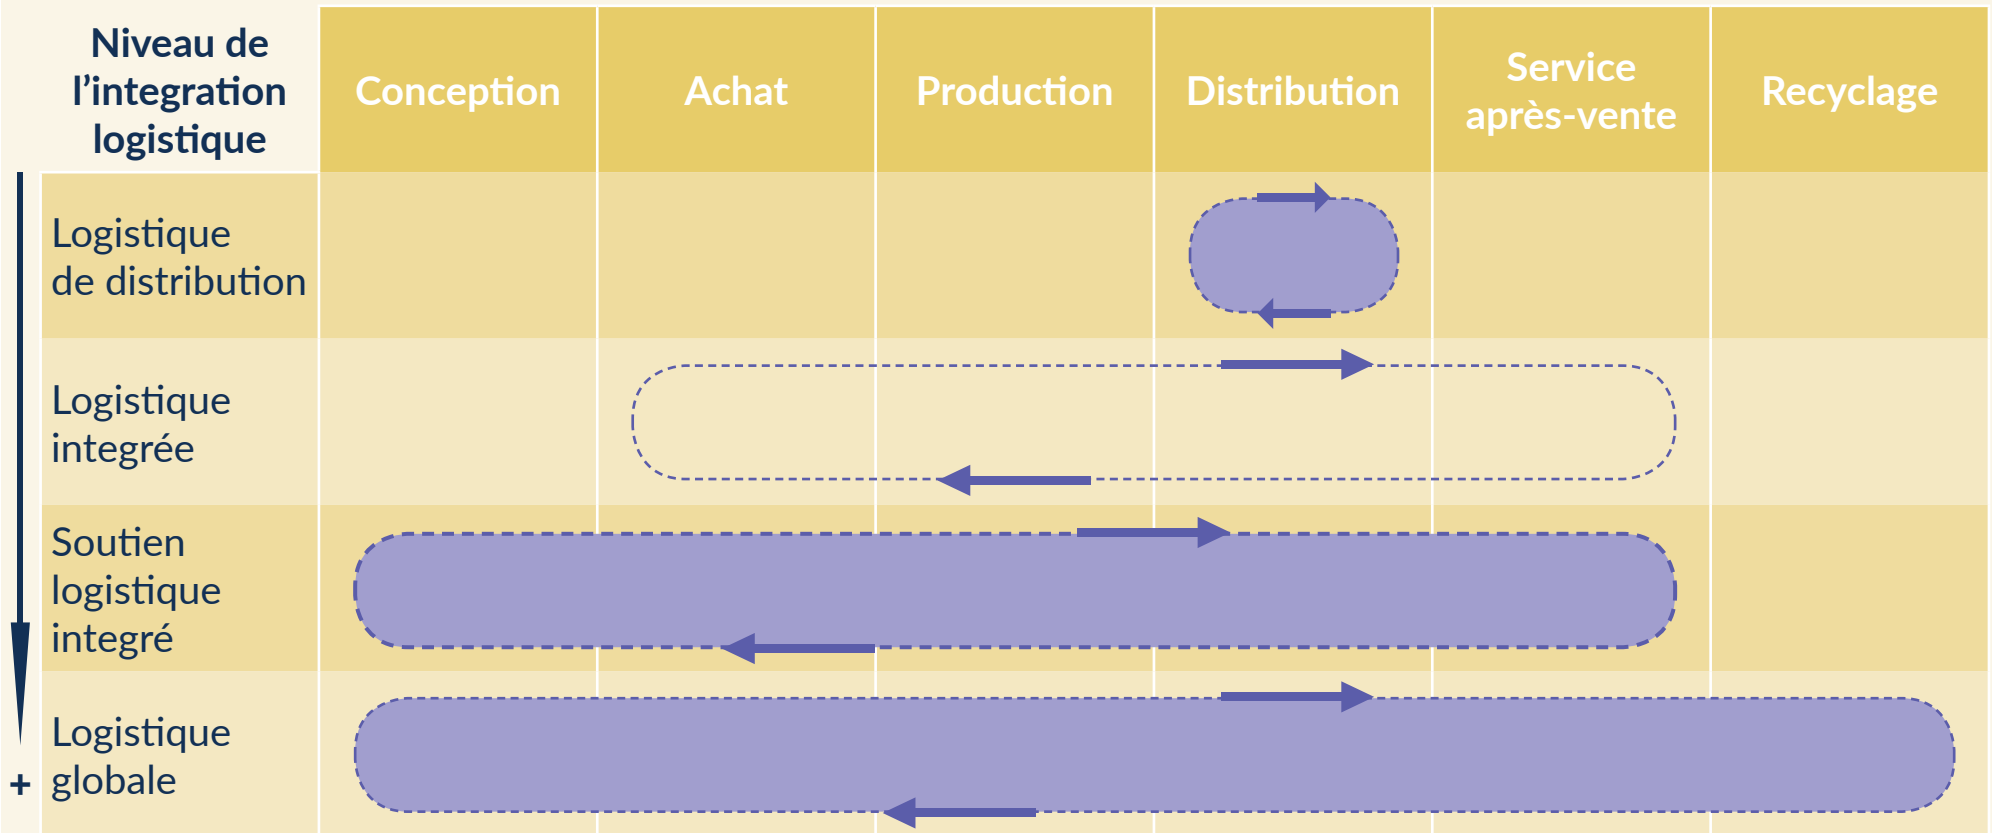 Niveau de
l’integration
logistique
Conception
Achat
Production
Distribution
Service
après-vente
Recyclage
Logistique
de distribution
Logistique
integrée
Soutien
logistique
integré
Logistique
globale
+